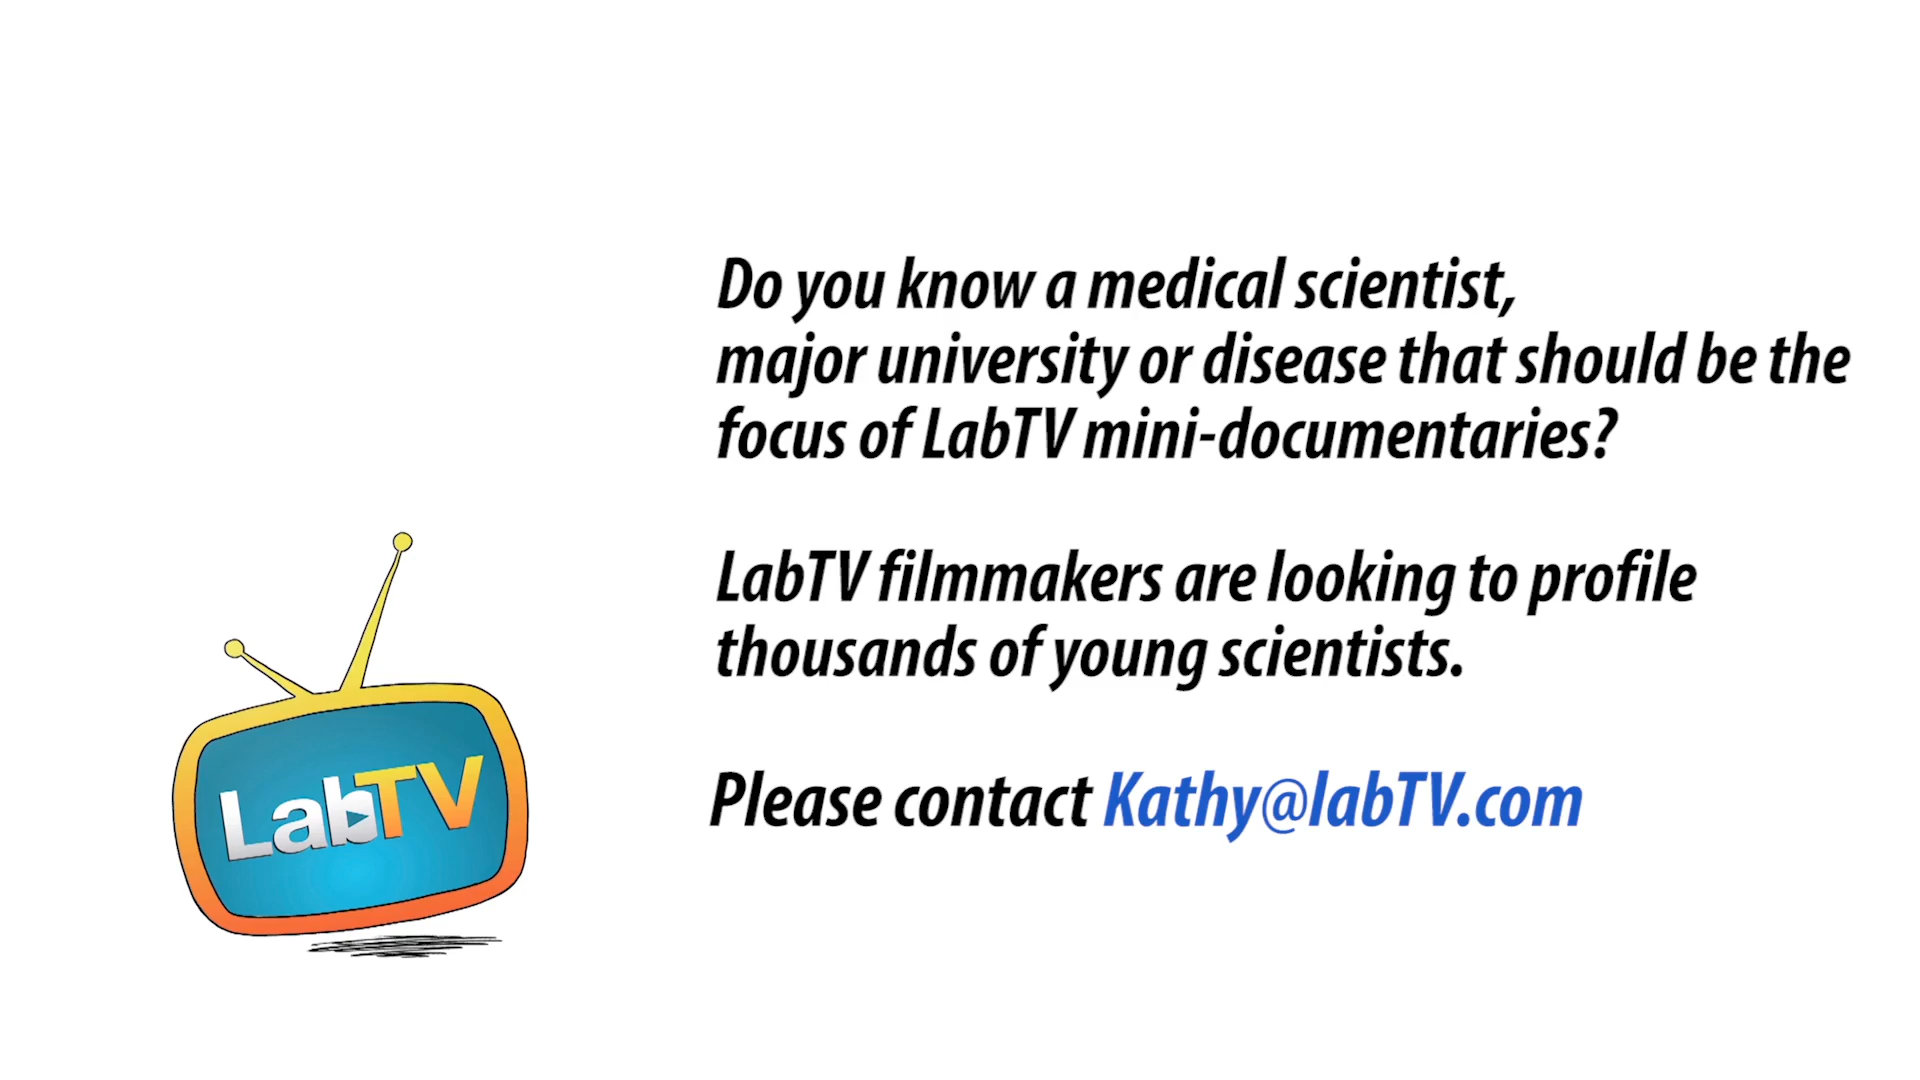 Do you know a medical scientist,
major university or disease that should be the
focus of LabTV mini-documentaries?
LabTV filmmakers are looking to profile
thousands of young scientists.
Please contact Kathy@labTV.com
LabTV